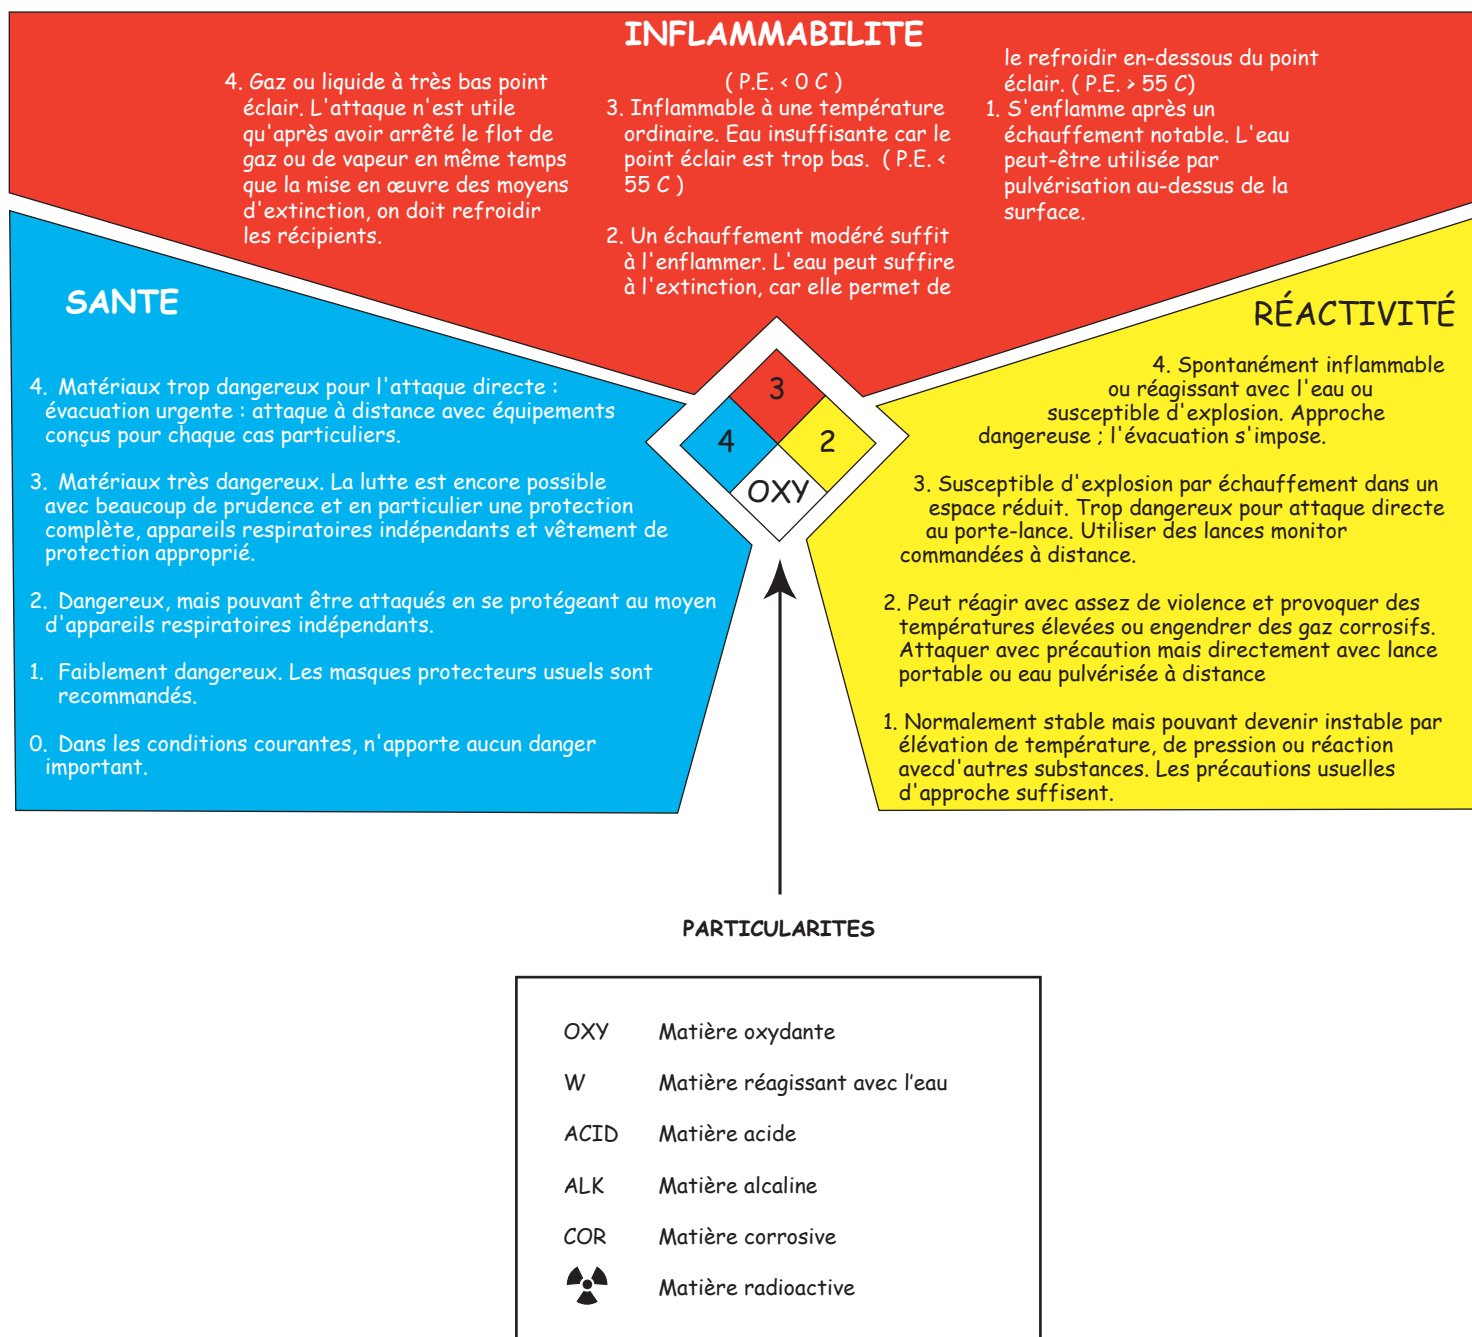 INFLAMMABILITE
4. Gaz ou liquide à très bas point
éclair. L'attaque n'est utile
qu'après avoir arrêté le flot de
gaz ou de vapeur en même temps
que la mise en œuvre des moyens
d'extinction, on doit refroidir
les récipients.
( P.E. < 0 C )
3. Inflammable à une température
ordinaire. Eau insuffisante car le
point éclair est trop bas. ( P.E. <
55 C )
2. Un échauffement modéré suffit
à l'enflammer. L'eau peut suffire
à l'extinction, car elle permet de
le refroidir en-dessous du point
éclair. ( P.E. > 55 C)
1. S'enflamme après un
échauffement notable. L'eau
peut-être utilisée par
pulvérisation au-dessus de la
surface.
SANTE
4. Matériaux trop dangereux pour l'attaque directe :
évacuation urgente : attaque à distance avec équipements
conçus pour chaque cas particuliers.
3. Matériaux très dangereux. La lutte est encore possible
avec beaucoup de prudence et en particulier une protection
complète, appareils respiratoires indépendants et vêtement de
protection approprié.
2. Dangereux, mais pouvant être attaqués en se protégeant au moyen
d'appareils respiratoires indépendants.
1. Faiblement dangereux. Les masques protecteurs usuels sont
recommandés.
0. Dans les conditions courantes, n'apporte aucun danger
important.
3
4
2
OXY
RÉACTIVITÉ
4. Spontanément inflammable
ou réagissant avec l'eau ou
susceptible d'explosion. Approche
dangereuse ; l'évacuation s'impose.
3. Susceptible d'explosion par échauffement dans un
espace réduit. Trop dangereux pour attaque directe
au porte-lance. Utiliser des lances monitor
commandées à distance.
2. Peut réagir avec assez de violence et provoquer des
températures élevées ou engendrer des gaz corrosifs.
Attaquer avec précaution mais directement avec lance
portable ou eau pulvérisée à distance
1. Normalement stable mais pouvant devenir instable par
élévation de température, de pression ou réaction
avecd'autres substances. Les précautions usuelles
d'approche suffisent.
PARTICULARITES
OXY Matière oxydante
W Matière réagissant avec l'eau
ACID Matière acide
ALK Matière alcaline
COR Matière corrosive
Matière radioactive